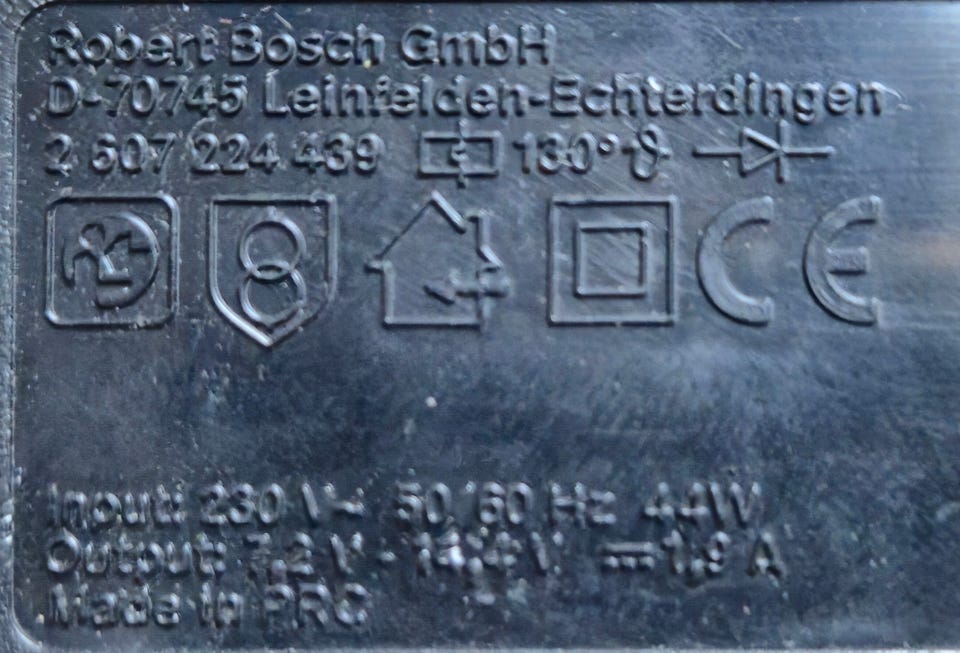 Robert Bosch GmbH
D-70745 Leinfelden-Echterdingen
2 607 224 439 130° ϑ
CE
Input: 230 V~ 50/60 Hz 44W
Output: 7,2 V - 14,4 V ⎓ 1,9 A
Made in PRC